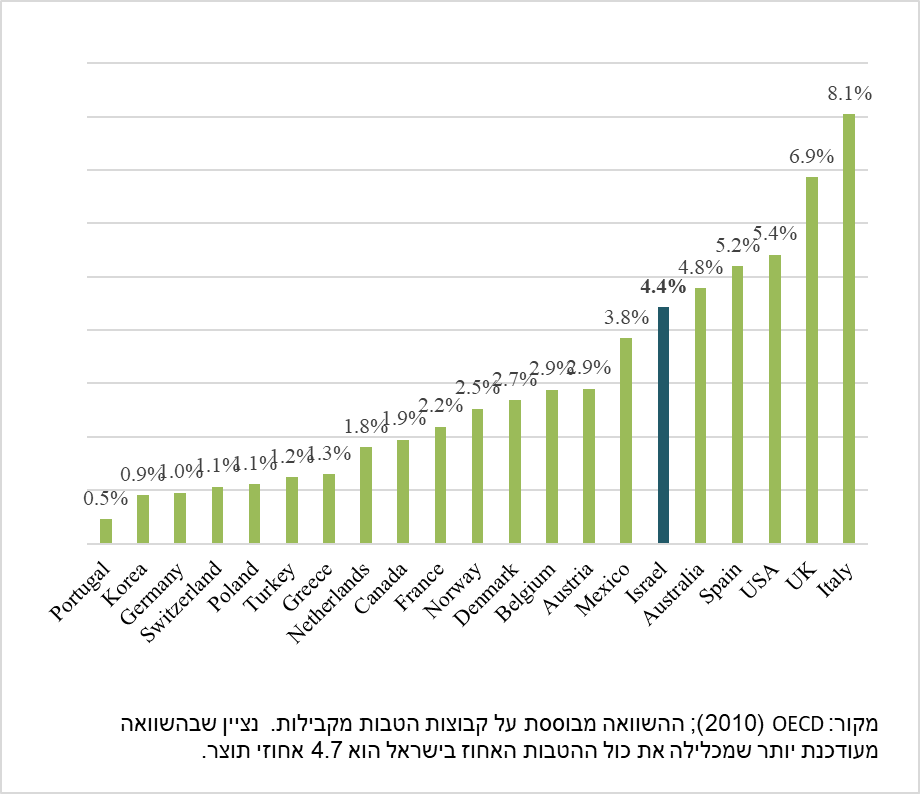 8.1%
6.9%
5.4%
5.2%
4.8%
4.4%
3.8%
2.9%
2.9%
2.7%
2.5%
2.2%
1.9%
1.8%
1.3%
1.2%
1.1%
1.1%
1.0%
0.9%
0.5%
Portugal
Korea
Germany
Switzerland
Poland
Turkey
Greece
Netherlands
Canada
France
Norway
Denmark
Belgium
Austria
Mexico
Israel
Australia
Spain
USA
UK
Italy
מקור: OECD (2010); ההשוואה מבוססת על קבוצות הטבות מקבילות. נציין שבהשוואה
מעודכנת יותר שמכלילה את כול ההטבות האחוז בישראל הוא 4.7 אחוזי תוצר.